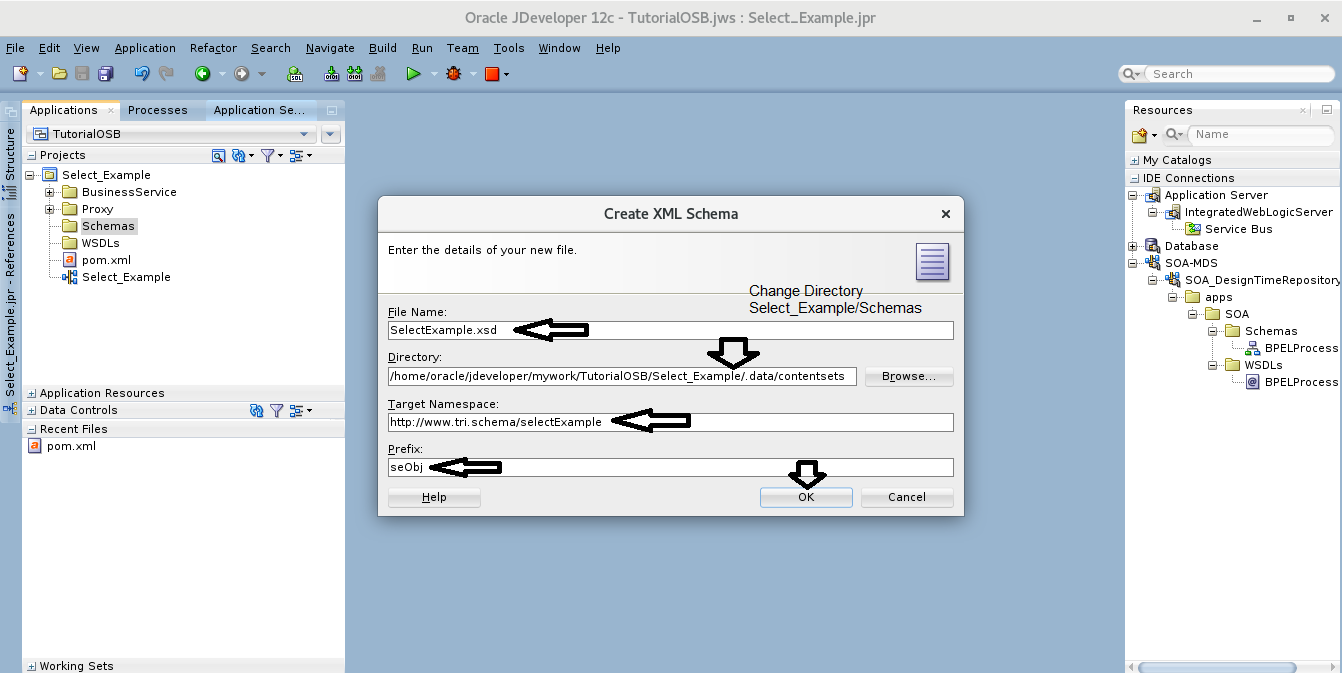 Oracle JDeveloper 12c - TutorialOSB.jws : Select_Example.jpr
File Edit View Application Refactor Search Navigate Build Run Team Tools Window Help
Search
Structure
Select_Example.jpr - References
Applications Processes Application Se...
TutorialOSB
Projects
Select_Example
BusinessService
Proxy
Schemas
WSDLs
pom.xml
Select_Example
Application Resources
Data Controls
Recent Files
pom.xml
Working Sets
Create XML Schema
Enter the details of your new file.
Change Directory
Select_Example/Schemas
File Name:
SelectExample.xsd
Directory:
/home/oracle/jdeveloper/mywork/TutorialOSB/Select_Example/.data/contentsets
Browse...
Target Namespace:
http://www.tri.schema/selectExample
Prefix:
seObj
Help OK Cancel
Resources
Name
My Catalogs
IDE Connections
Application Server
IntegratedWebLogicServer
Service Bus
Database
SOA-MDS
SOA_DesignTimeRepository
apps
SOA
Schemas
BPELProcess
WSDLs
BPELProcess